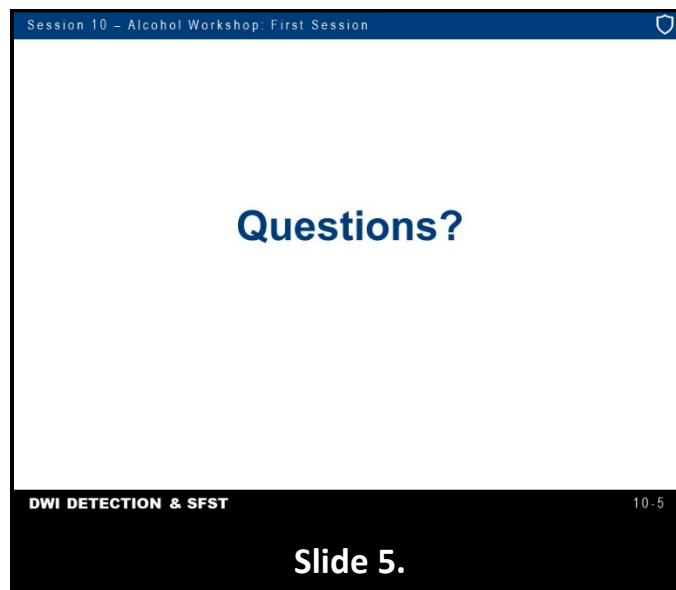 Session 10 – Alcohol Workshop: First Session
Questions?
DWI DETECTION & SFST
10-5
Slide 5.